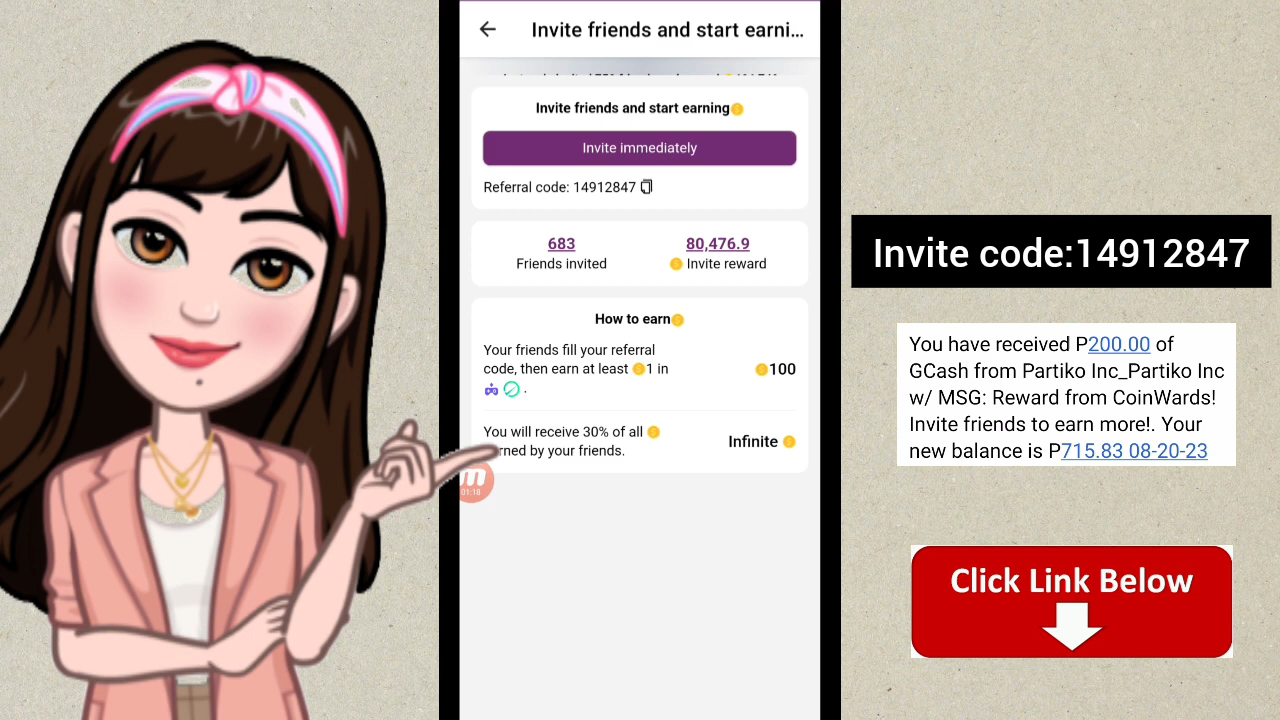 Invite friends and start earni...
Invite friends and start earning
Invite immediately
Referral code: 14912847
683
80,476.9
Friends invited
Invite reward
How to earn
Your friends fill your referral
code, then earn at least 1 in
.
100
You will receive 30% of all
rned by your friends.
Infinite
01:18
Invite code:14912847
You have received P200.00 of
GCash from Partiko Inc_Partiko Inc
w/ MSG: Reward from CoinWards!
Invite friends to earn more!. Your
new balance is P715.83 08-20-23
Click Link Below